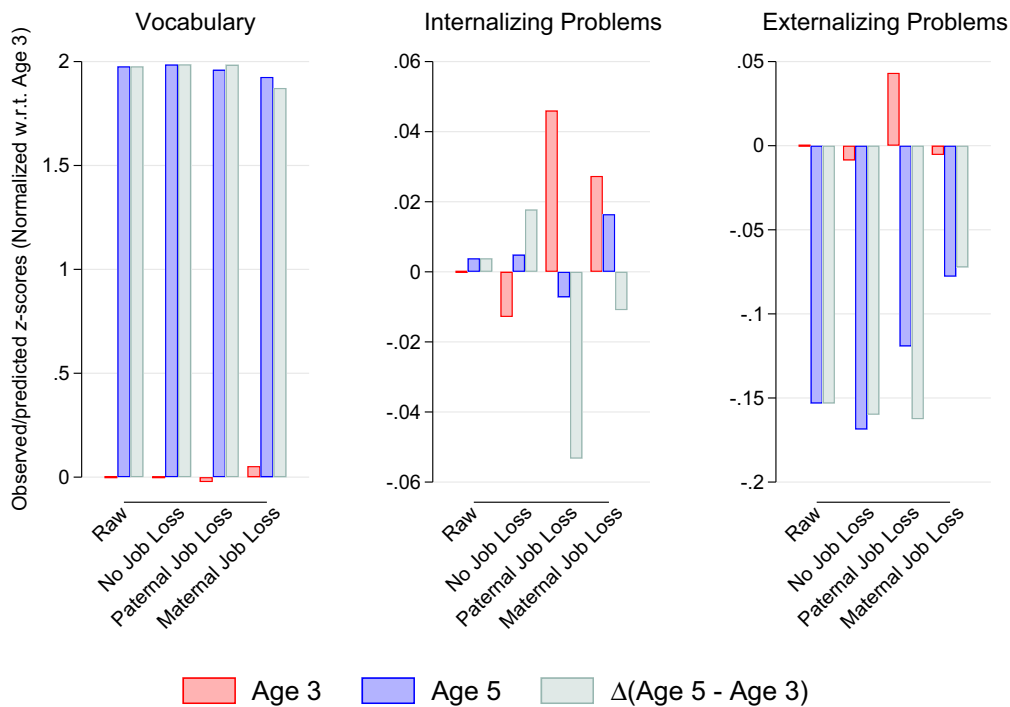 Vocabulary
Internalizing Problems
Externalizing Problems
Observed/predicted z-scores (Normalized w.r.t. Age 3)
2
1.5
1
.5
0
.06
.04
.02
0
-.02
-.04
-.06
.05
0
-.05
-.1
-.15
-.2
Raw
No Job Loss
Paternal Job Loss
Maternal Job Loss
Raw
No Job Loss
Paternal Job Loss
Maternal Job Loss
Raw
No Job Loss
Paternal Job Loss
Maternal Job Loss
Age 3
Age 5
Δ(Age 5 - Age 3)